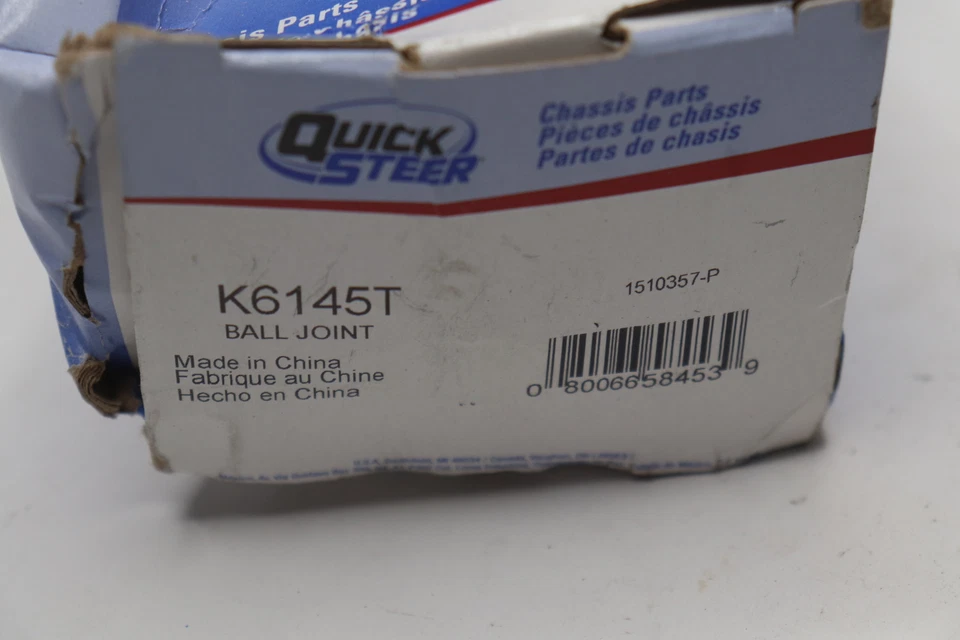 is Parts
Chassis Parts
Pièces de châssis
Partes de chasis
QUICK
STEER
K6145T
BALL JOINT
Made in China
Fabrique au Chine
Hecho en China
1510357-P
0 8006658453 9